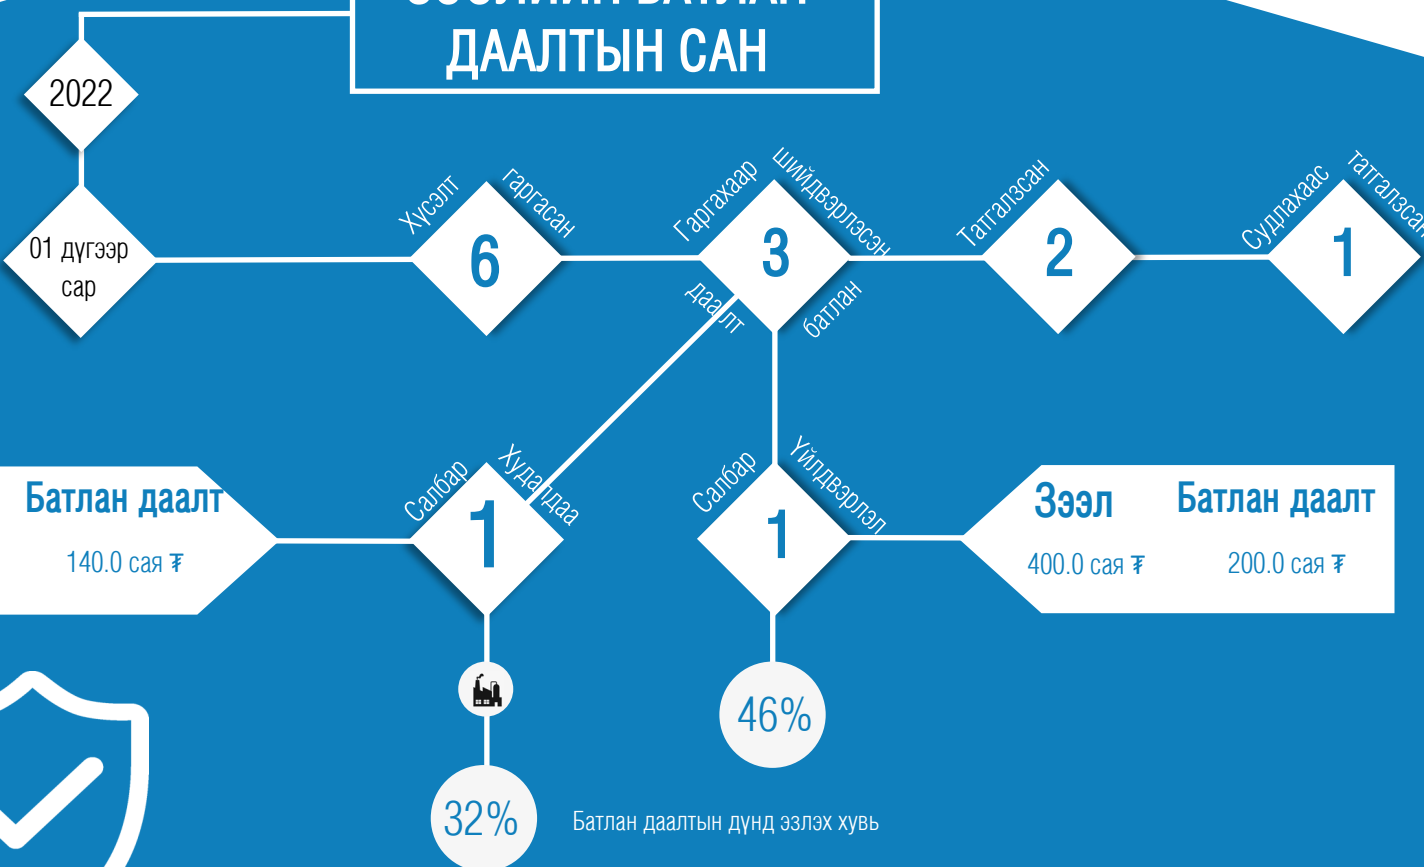 ДААЛТЫН САН
2022
01 дүгээр
сар
Хүсэлт гаргасан
6
Гаргахаар шийдвэрлэсэн
3
батлан даалт
Татгалзсан
2
Судлахаас татгалзсан
1
Батлан даалт
140.0 сая ₮
Салбар Худалдаа
1
Салбар Үйлдвэрлэл
1
Зээл Батлан даалт
400.0 сая ₮ 200.0 сая ₮
46%
32%
Батлан даалтын дүнд эзлэх хувь